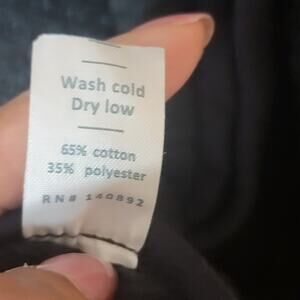 Wash cold
Dry low
65% cotton
35% polyester
RN# 140892